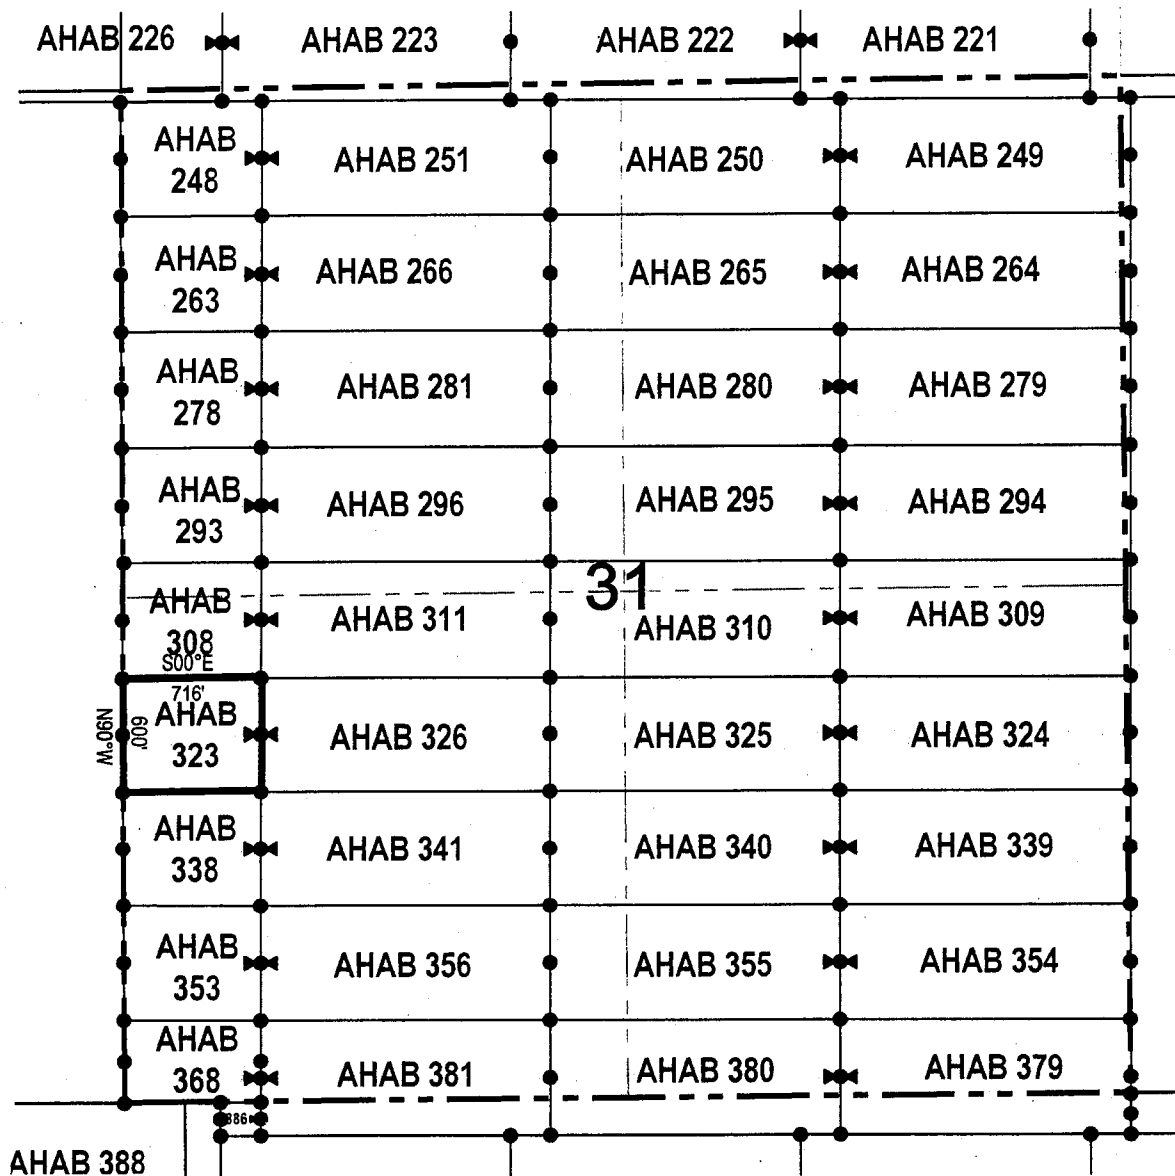 AHAB 226
AHAB 223
AHAB 222
AHAB 221
AHAB
248
AHAB 251
AHAB 250
AHAB 249
AHAB
263
AHAB 266
AHAB 265
AHAB 264
AHAB
278
AHAB 281
AHAB 280
AHAB 279
AHAB
293
AHAB 296
AHAB 295
AHAB 294
31
AHAB
308
AHAB 311
AHAB 310
AHAB 309
S00°E
716'
N90°W
600'
AHAB
323
AHAB 326
AHAB 325
AHAB 324
AHAB
338
AHAB 341
AHAB 340
AHAB 339
AHAB
353
AHAB 356
AHAB 355
AHAB 354
AHAB
368
AHAB 381
AHAB 380
AHAB 379
386
AHAB 388